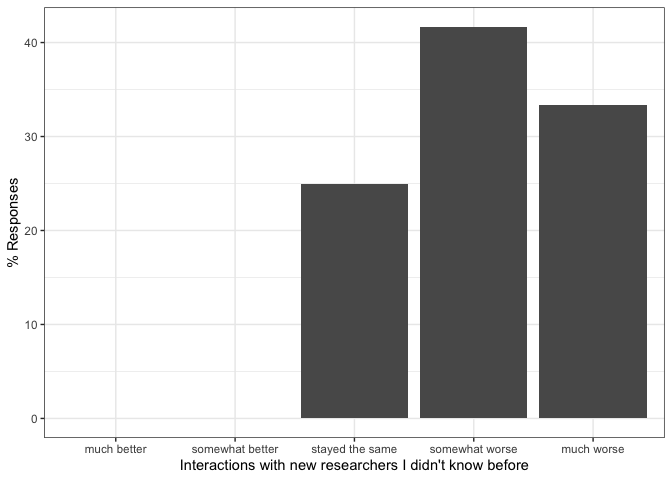 40
30
20
10
0
% Responses
much better
somewhat better
stayed the same
somewhat worse
much worse
Interactions with new researchers I didn't know before